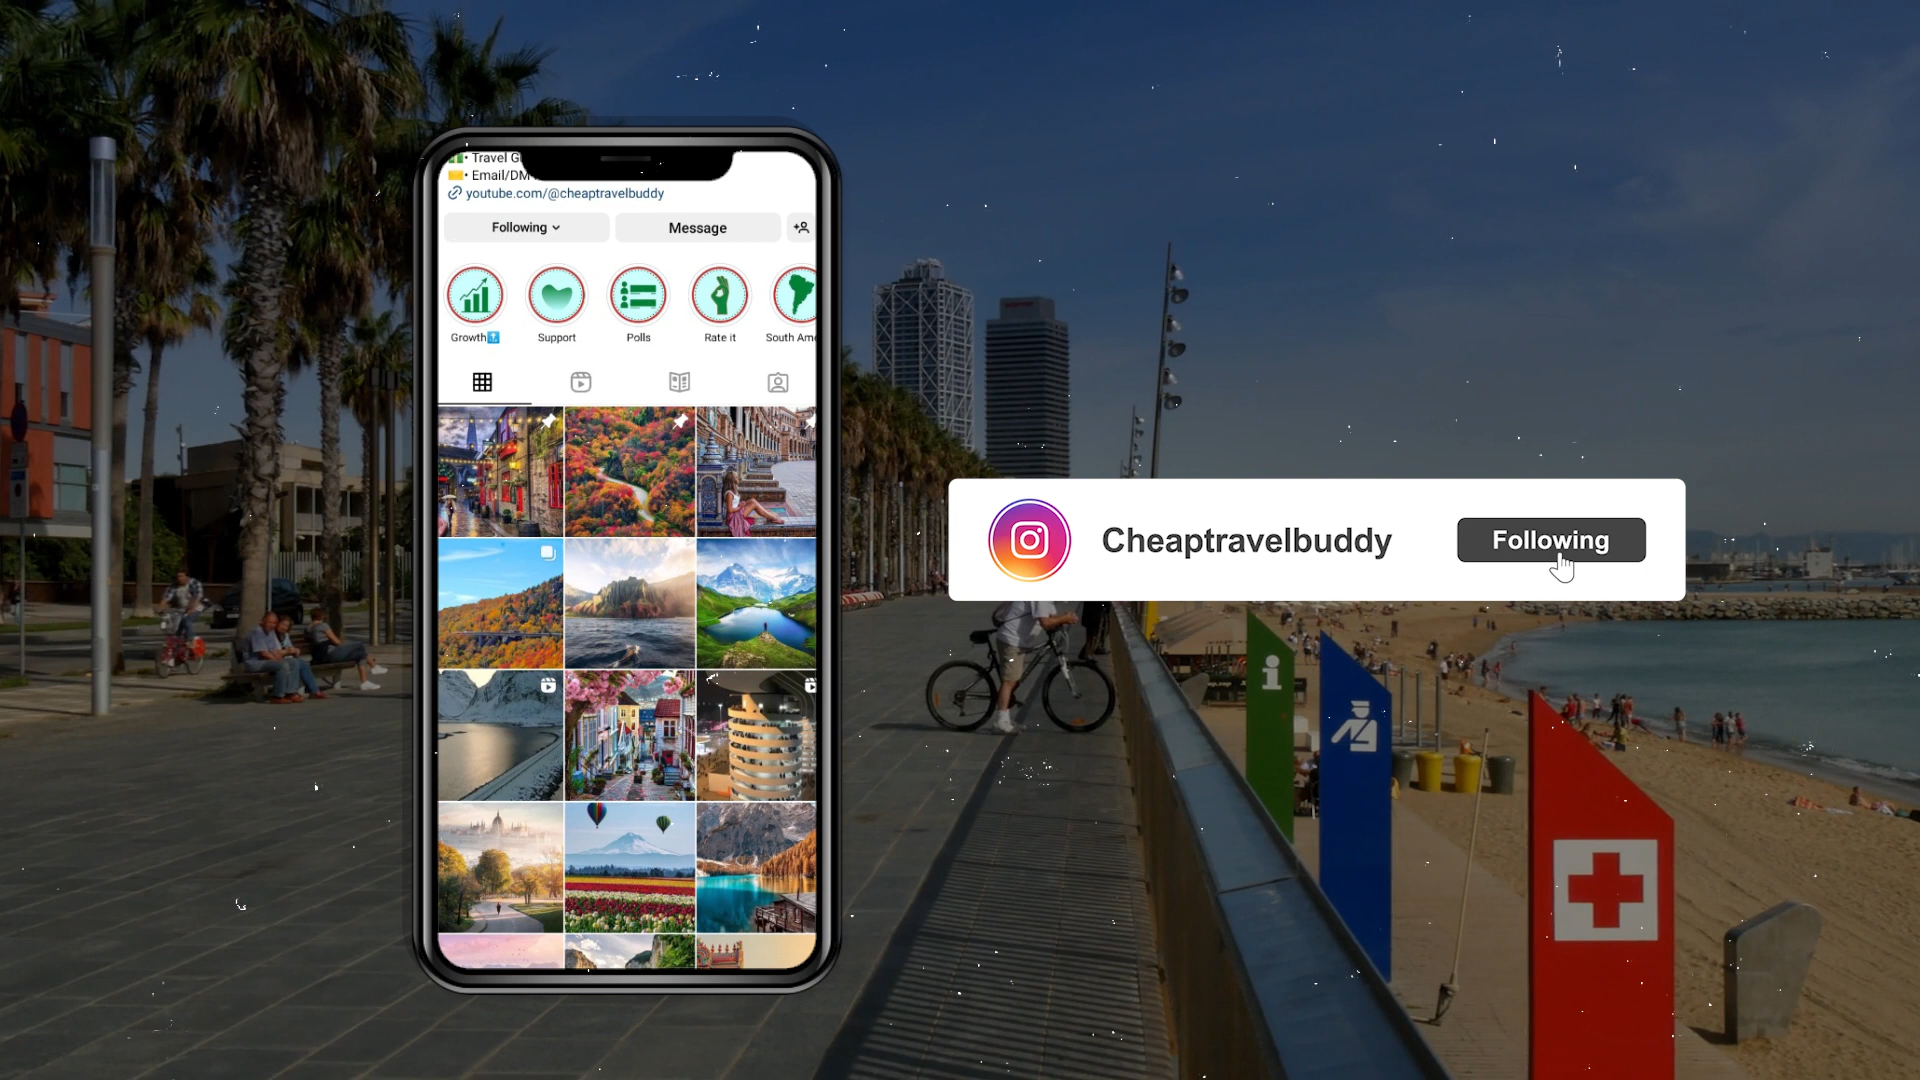 • Travel G
• Email/DM
youtube.com/@cheaptravelbuddy
Following
Message
Growth
Support
Polls
Rate it
South Am
Cheaptravelbuddy
Following
i